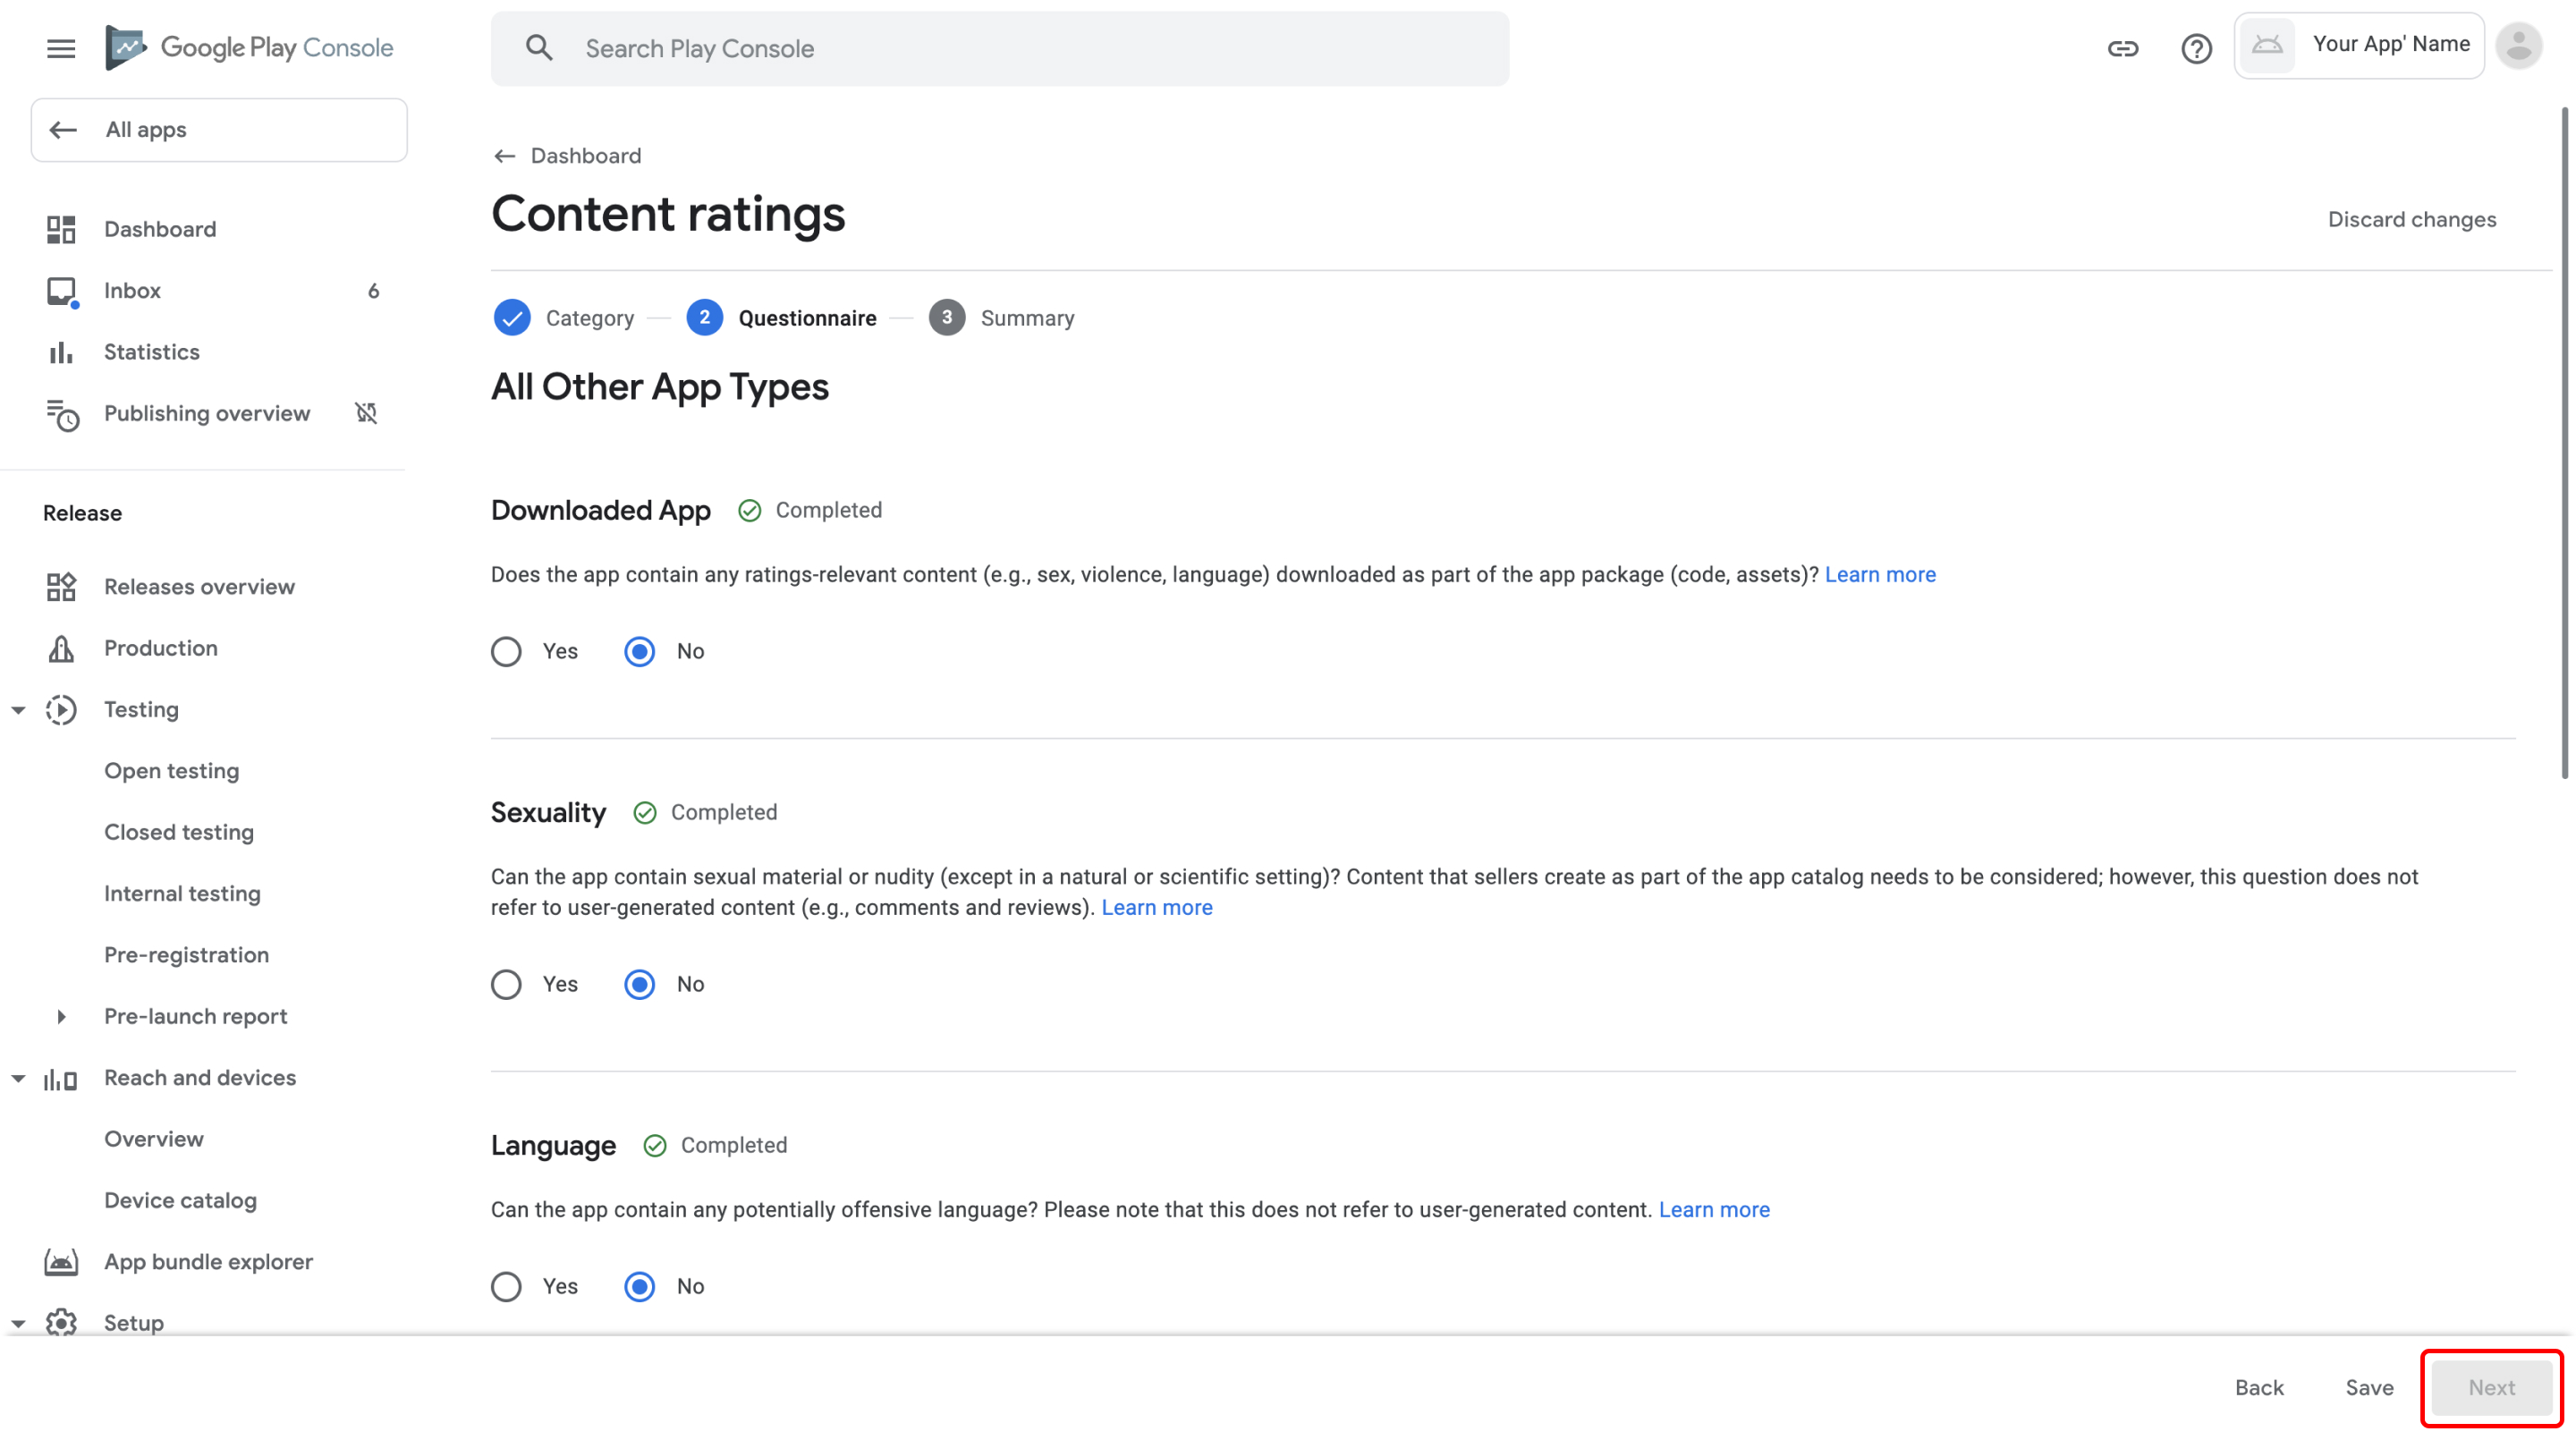 Google Play Console
Search Play Console
Your App' Name
All apps
Dashboard
Inbox 6
Statistics
Publishing overview
Release
Releases overview
Production
Testing
Open testing
Closed testing
Internal testing
Pre-registration
Pre-launch report
Reach and devices
Overview
Device catalog
App bundle explorer
Setup
Dashboard
Content ratings
Discard changes
Category 2 Questionnaire 3 Summary
All Other App Types
Downloaded App Completed
Does the app contain any ratings-relevant content (e.g., sex, violence, language) downloaded as part of the app package (code, assets)? Learn more
Yes No
Sexuality Completed
Can the app contain sexual material or nudity (except in a natural or scientific setting)? Content that sellers create as part of the app catalog needs to be considered; however, this question does not
refer to user-generated content (e.g., comments and reviews). Learn more
Yes No
Language Completed
Can the app contain any potentially offensive language? Please note that this does not refer to user-generated content. Learn more
Yes No
Back Save Next